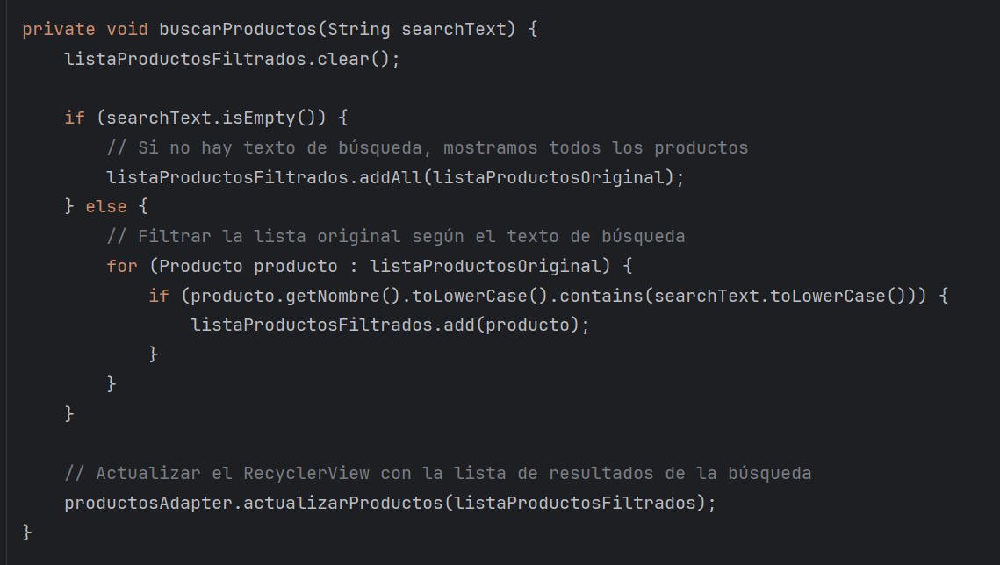 private void buscarProductos(String searchText) {
    listaProductosFiltrados.clear();

    if (searchText.isEmpty()) {
        // Si no hay texto de búsqueda, mostramos todos los productos
        listaProductosFiltrados.addAll(listaProductosOriginal);
    } else {
        // Filtrar la lista original según el texto de búsqueda
        for (Producto producto : listaProductosOriginal) {
            if (producto.getNombre().toLowerCase().contains(searchText.toLowerCase())) {
                listaProductosFiltrados.add(producto);
            }
        }
    }

    // Actualizar el RecyclerView con la lista de resultados de la búsqueda
    productosAdapter.actualizarProductos(listaProductosFiltrados);
}